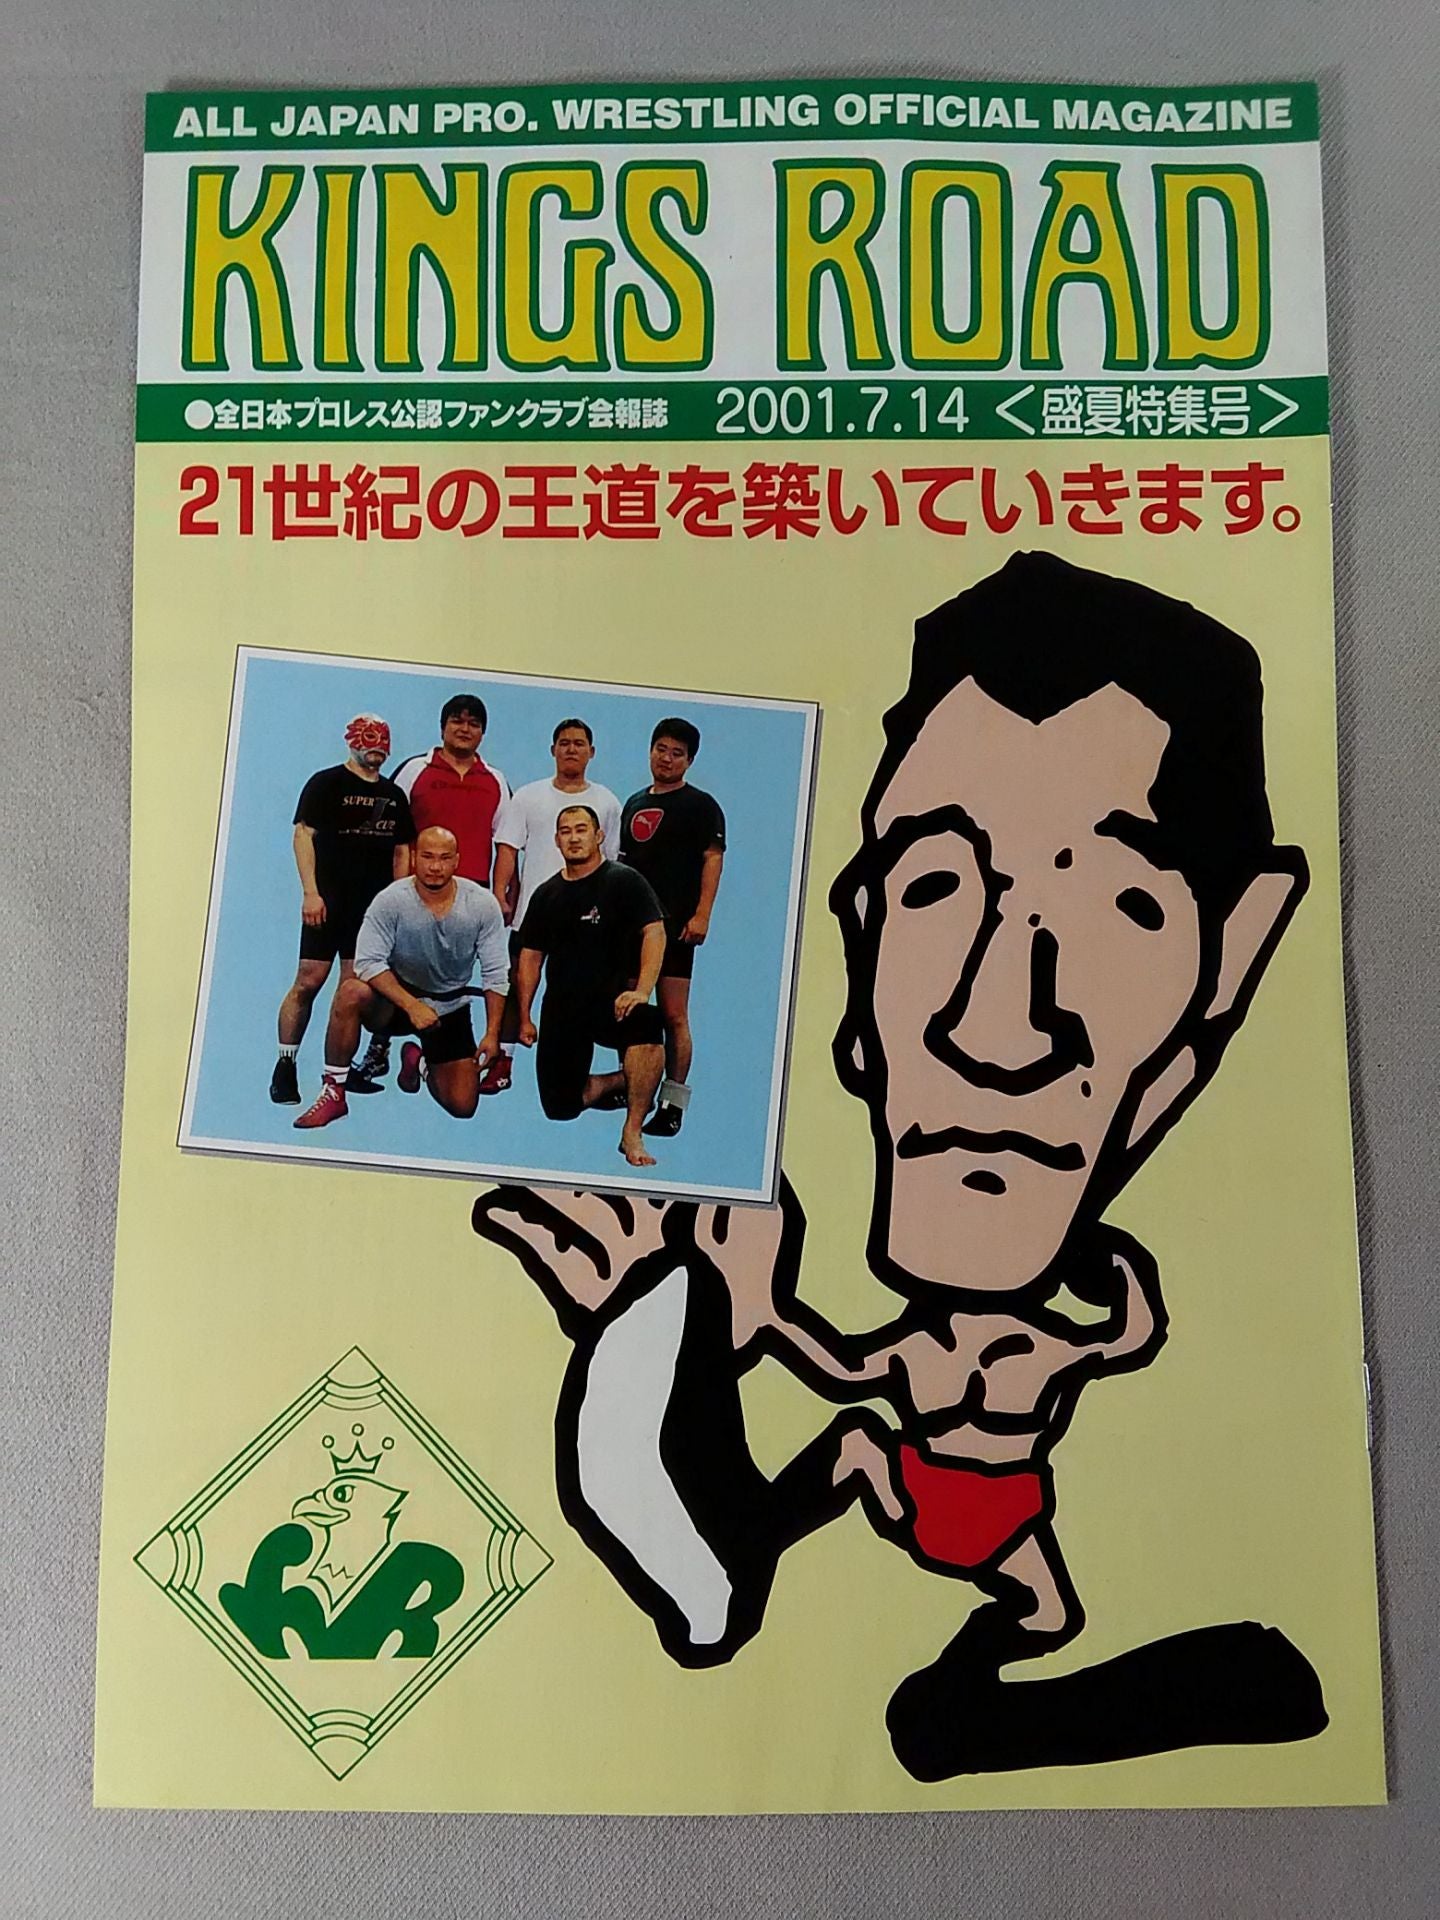 ALL JAPAN PRO. WRESTLING OFFICIAL MAGAZINE
KINGS ROAD
●全日本プロレス公認ファンクラブ会報誌 2001.7.14 <盛夏特集号>
21世紀の王道を築いていきます。
SUPER J
CUP
KR